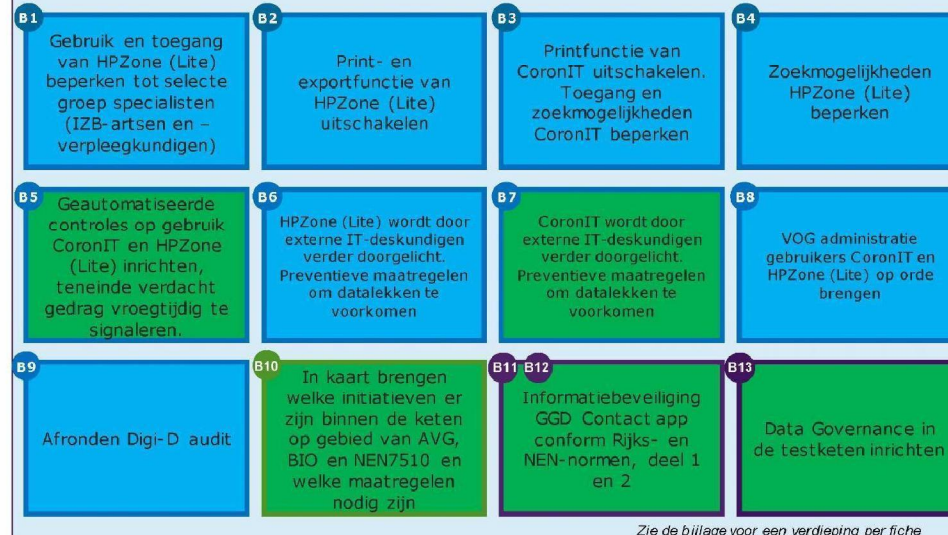 B1
Gebruik en toegang
van HPZone (Lite)
beperken tot selecte
groep specialisten
(IZB-artsen en –
verpleegkundigen)
B2
Print- en
exportfunctie van
HPZone (Lite)
uitschakelen
B3
Printfunctie van
CoronIT uitschakelen.
Toegang en
zoekmogelijkheden
CoronIT beperken
B4
Zoekmogelijkheden
HPZone (Lite)
beperken
B5
Geautomatiseerde
controles op gebruik
CoronIT en HPZone
(Lite) inrichten,
teneinde verdacht
gedrag vroegtijdig te
signaleren.
B6
HPZone (Lite) wordt door
externe IT-deskundigen
verder doorgelicht.
Preventieve maatregelen
om datalekken te
voorkomen
B7
CoronIT wordt door
externe IT-deskundigen
verder doorgelicht.
Preventieve maatregelen
om datalekken te
voorkomen
B8
VOG administratie
gebruikers CoronIT en
HPZone (Lite) op orde
brengen
B9
Afronden Digi-D audit
B10
In kaart brengen
welke initiatieven er
zijn binnen de keten
op gebied van AVG,
BIO en NEN7510 en
welke maatregelen
nodig zijn
B11 B12
Informatiebeveiliging
GGD Contact app
conform Rijks- en
NEN-normen, deel 1
en 2
B13
Data Governance in
de testketen inrichten
Zie de bijlage voor een verdieping per fiche